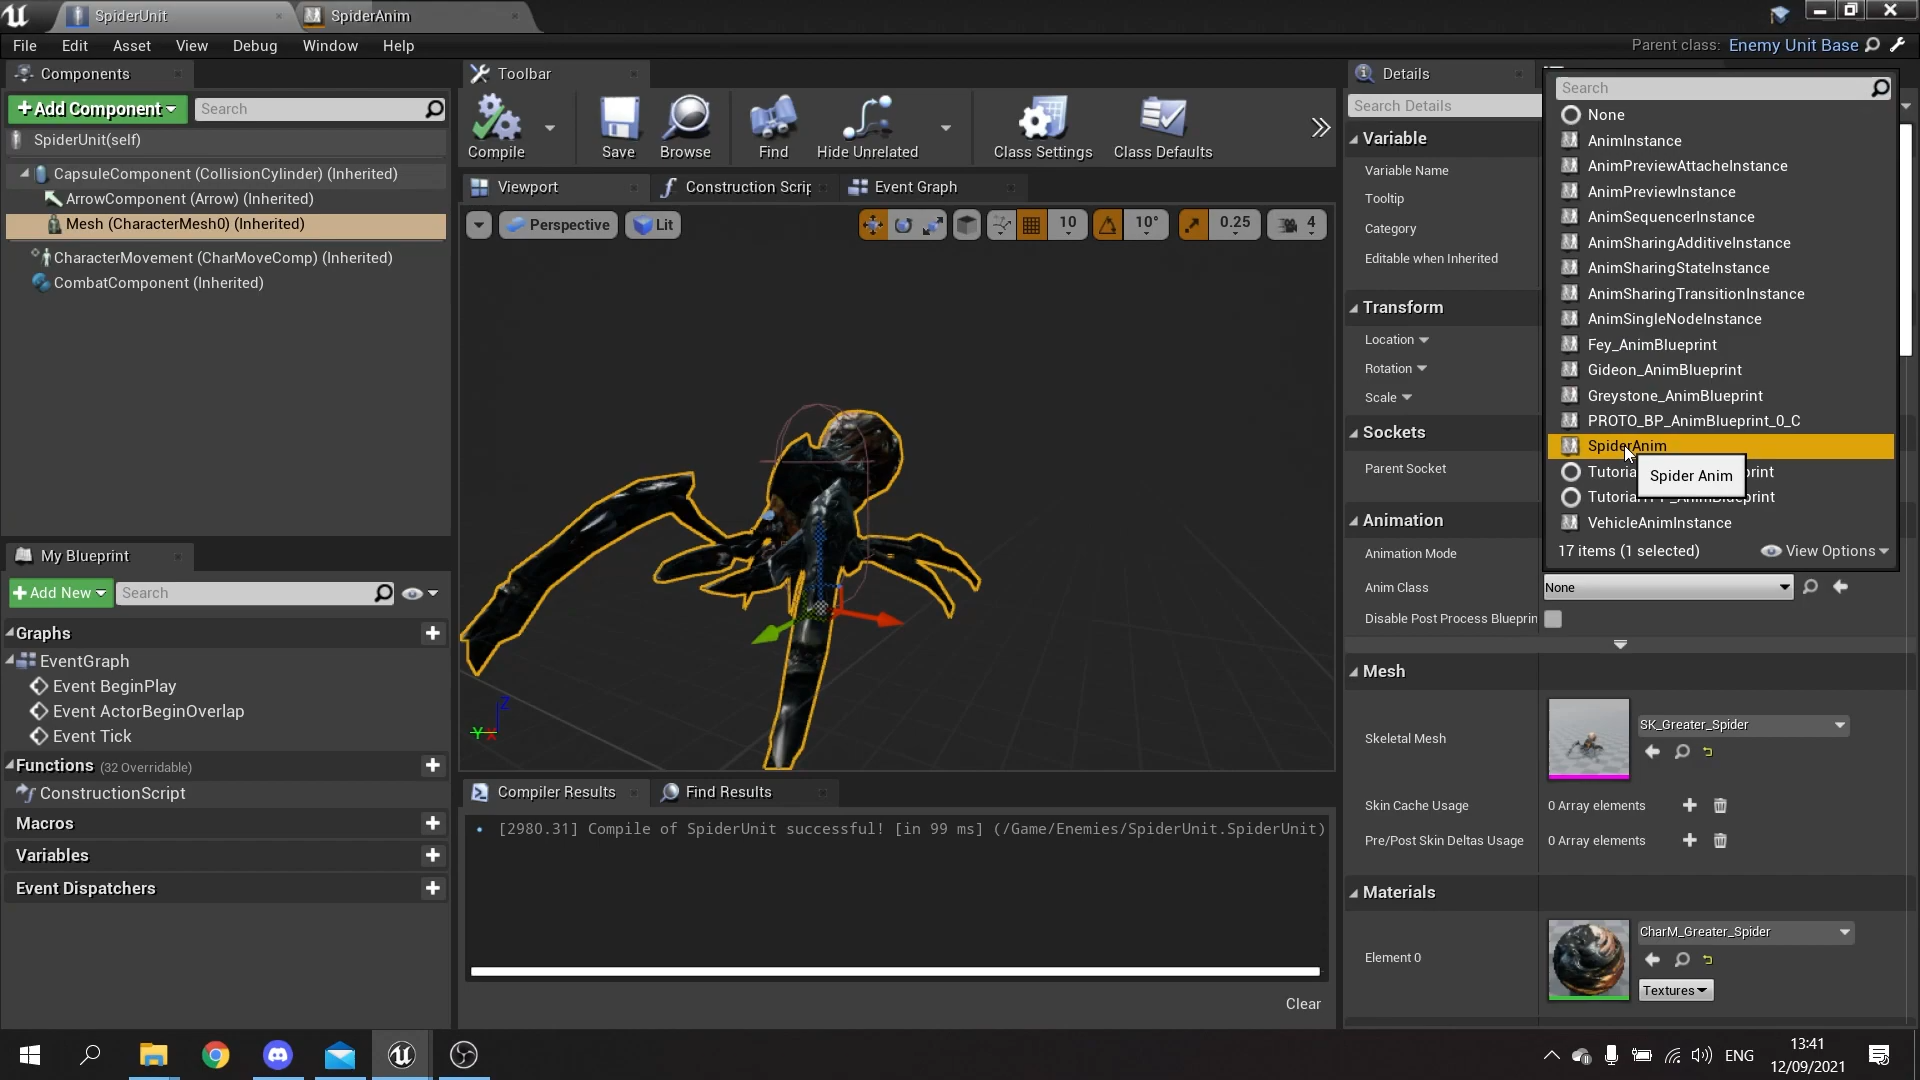 SpiderUnit
SpiderAnim
File
Edit
Asset
View
Debug
Window
Help
Parent class:
Enemy Unit Base
Components
Add Component
Search
SpiderUnit(self)
CapsuleComponent (CollisionCylinder) (Inherited)
ArrowComponent (Arrow) (Inherited)
Mesh (CharacterMesh0) (Inherited)
CharacterMovement (CharMoveComp) (Inherited)
CombatComponent (Inherited)
My Blueprint
Add New
Search
Graphs
EventGraph
Event BeginPlay
Event ActorBeginOverlap
Event Tick
Functions (32 Overridable)
ConstructionScript
Macros
Variables
Event Dispatchers
Toolbar
Compile
Save
Browse
Find
Hide Unrelated
Class Settings
Class Defaults
Viewport
Construction Scrip
Event Graph
Perspective
Lit
10
10°
0.25
4
Z
Y
X
Compiler Results
Find Results
[2980.31] Compile of SpiderUnit successful! [in 99 ms] (/Game/Enemies/SpiderUnit.SpiderUnit)
Clear
Details
Search Details
Variable
Variable Name
Tooltip
Category
Editable when Inherited
Transform
Location
Rotation
Scale
Sockets
Parent Socket
Animation
Animation Mode
Anim Class
None
Disable Post Process Blueprin
Search
None
AnimInstance
AnimPreviewAttacheInstance
AnimPreviewInstance
AnimSequencerInstance
AnimSharingAdditiveInstance
AnimSharingStateInstance
AnimSharingTransitionInstance
AnimSingleNodeInstance
Fey_AnimBlueprint
Gideon_AnimBlueprint
Greystone_AnimBlueprint
PROTO_BP_AnimBlueprint_0_C
SpiderAnim
Spider Anim
VehicleAnimInstance
17 items (1 selected)
View Options
Mesh
Skeletal Mesh
SK_Greater_Spider
Skin Cache Usage
0 Array elements
Pre/Post Skin Deltas Usage
0 Array elements
Materials
Element 0
CharM_Greater_Spider
Textures
ENG
13:41
12/09/2021